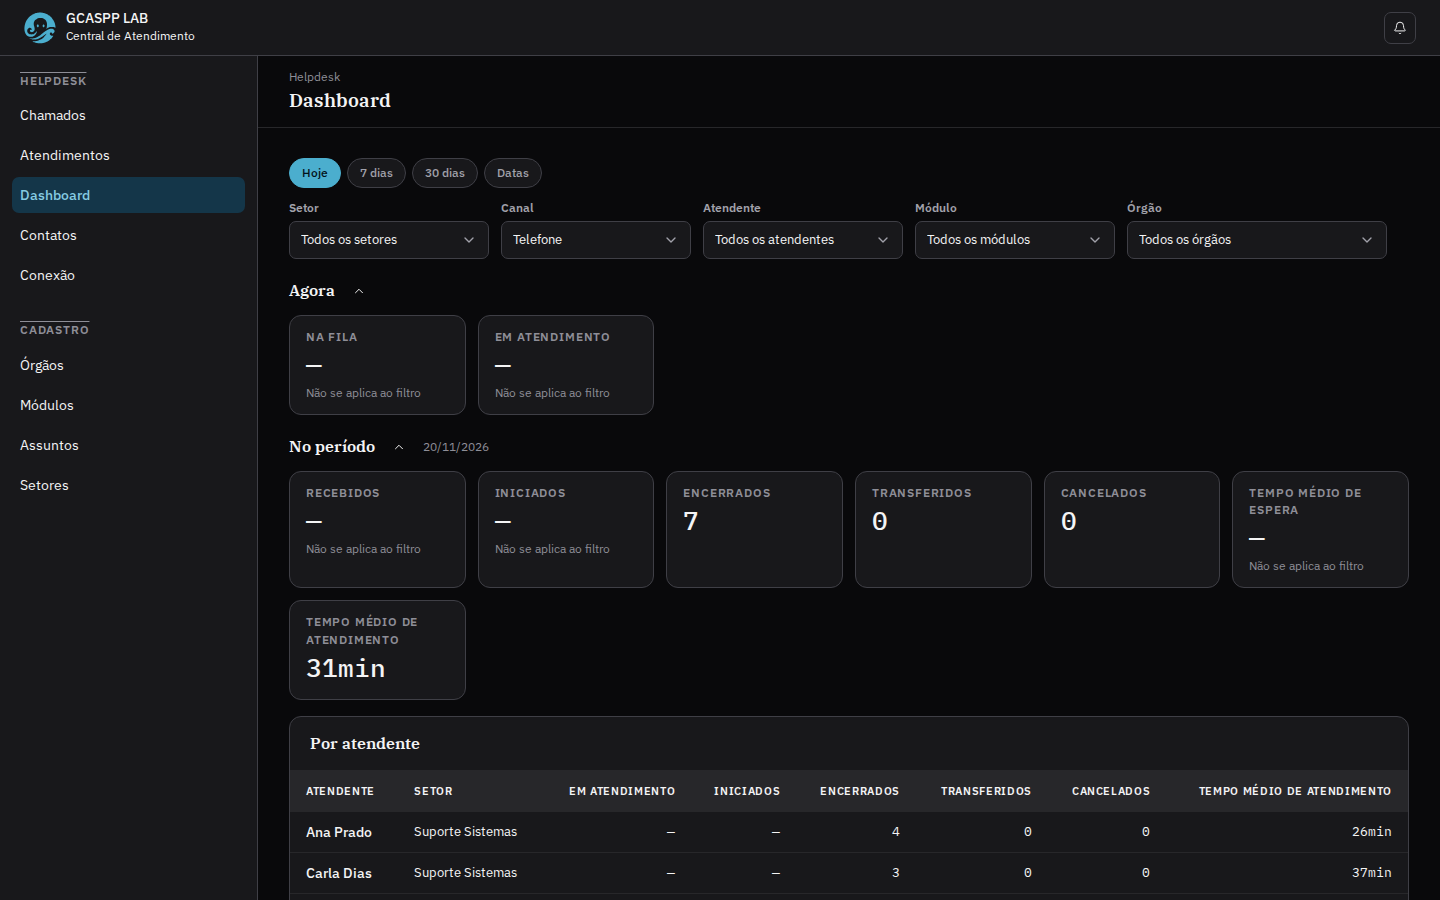 GCASPP LAB
Central de Atendimento
HELPDESK
Chamados
Atendimentos
Dashboard
Contatos
Conexão
CADASTRO
Órgãos
Módulos
Assuntos
Setores
Helpdesk
Dashboard
Hoje 7 dias 30 dias Datas
Setor Canal Atendente Módulo Órgão
Todos os setores Telefone Todos os atendentes Todos os módulos Todos os órgãos
Agora
NA FILA EM ATENDIMENTO
— —
Não se aplica ao filtro Não se aplica ao filtro
No período 20/11/2026
RECEBIDOS
—
Não se aplica ao filtro
INICIADOS
—
Não se aplica ao filtro
ENCERRADOS
7
TRANSFERIDOS
0
CANCELADOS
0
TEMPO MÉDIO DE
ESPERA
—
Não se aplica ao filtro
TEMPO MÉDIO DE
ATENDIMENTO
31min
Por atendente
ATENDENTE SETOR EM ATENDIMENTO INICIADOS ENCERRADOS TRANSFERIDOS CANCELADOS TEMPO MÉDIO DE ATENDIMENTO
Ana Prado Suporte Sistemas — — 4 0 0 26min
Carla Dias Suporte Sistemas — — 3 0 0 37min